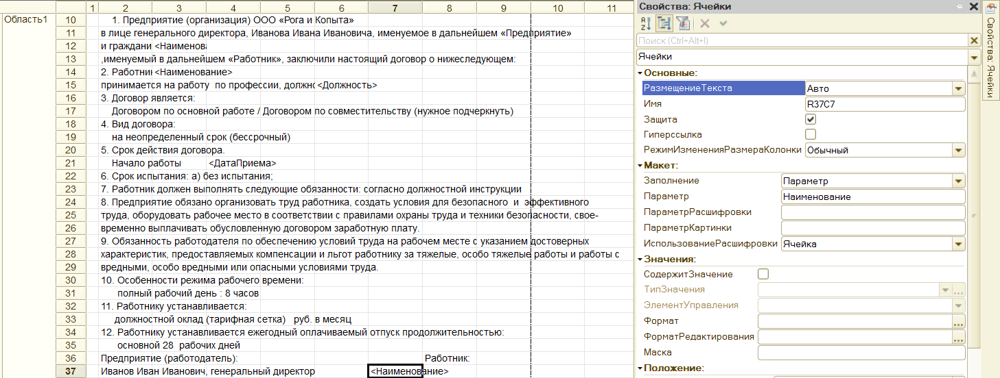 1 2 3 4 5 6 7 8 9 10 11
Область1
10 1. Предприятие (организация) ООО «Рога и Копыта»
11 в лице генерального директора, Иванова Ивана Ивановича, именуемое в дальнейшем «Предприятие»
12 и граждани <Наименова
13 ,именуемый в дальнейшем «Работник», заключили настоящий договор о нижеследующем:
14 2. Работник <Наименование>
15 принимается на работу по профессии, должно <Должность>
16 3. Договор является:
17 Договором по основной работе / Договором по совместительству (нужное подчеркнуть)
18 4. Вид договора:
19 на неопределенный срок (бессрочный)
20 5. Срок действия договора.
21 Начало работы <ДатаПриема>
22 6. Срок испытания: а) без испытания;
23 7. Работник должен выполнять следующие обязанности: согласно должностной инструкции
24 8. Предприятие обязано организовать труд работника, создать условия для безопасного и эффективного
25 труда, оборудовать рабочее место в соответствии с правилами охраны труда и техники безопасности, свое-
26 временно выплачивать обусловленную договором заработную плату.
27 9. Обязанность работодателя по обеспечению условий труда на рабочем месте с указанием достоверных
28 характеристик, предоставляемых компенсации и льгот работнику за тяжелые, особо тяжелые работы и работы с
29 вредными, особо вредными или опасными условиями труда.
30 10. Особенности режима рабочего времени:
31 полный рабочий день : 8 часов
32 11. Работнику устанавливается:
33 должностной оклад (тарифная сетка) руб. в месяц
34 12. Работнику устанавливается ежегодный оплачиваемый отпуск продолжительностью:
35 основной 28 рабочих дней
36 Предприятие (работодатель): Работник:
37 Иванов Иван Иванович, генеральный директор <Наименование>
Свойства: Ячейки
Поиск (Ctrl+Alt+I)
Ячейки
Основные:
РазмещениеТекста Авто
Имя R37C7
Защита
Гиперссылка
РежимИзмененияРазмераКолонки Обычный
Макет:
Заполнение Параметр
Параметр Наименование
ПараметрРасшифровки
ПараметрКартинки
ИспользованиеРасшифровки Ячейка
Значения:
СодержитЗначение
ТипЗначения
ЭлементУправления
Формат
ФорматРедактирования
Маска
Положение:
Свойства: Ячейки